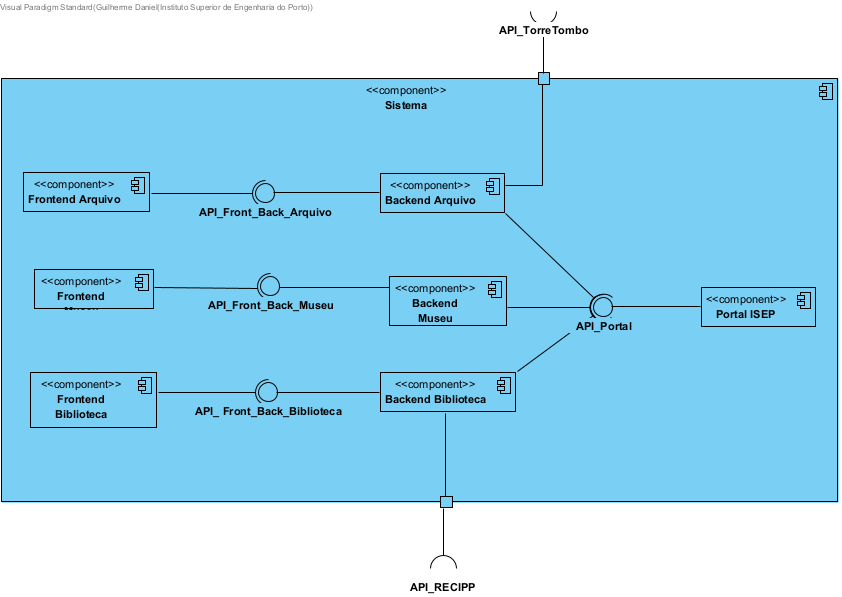 Visual Paradigm Standard(Guilherme Daniel(Instituto Superior de Engenharia do Porto))
API_TorreTombo
<<component>>
Sistema
<<component>>
Frontend Arquivo
API_Front_Back_Arquivo
<<component>>
Backend Arquivo
<<component>>
Frontend
API_Front_Back_Museu
<<component>>
Backend
Museu
API_Portal
<<component>>
Portal ISEP
<<component>>
Frontend
Biblioteca
API_ Front_Back_Biblioteca
<<component>>
Backend Biblioteca
API_RECIPP